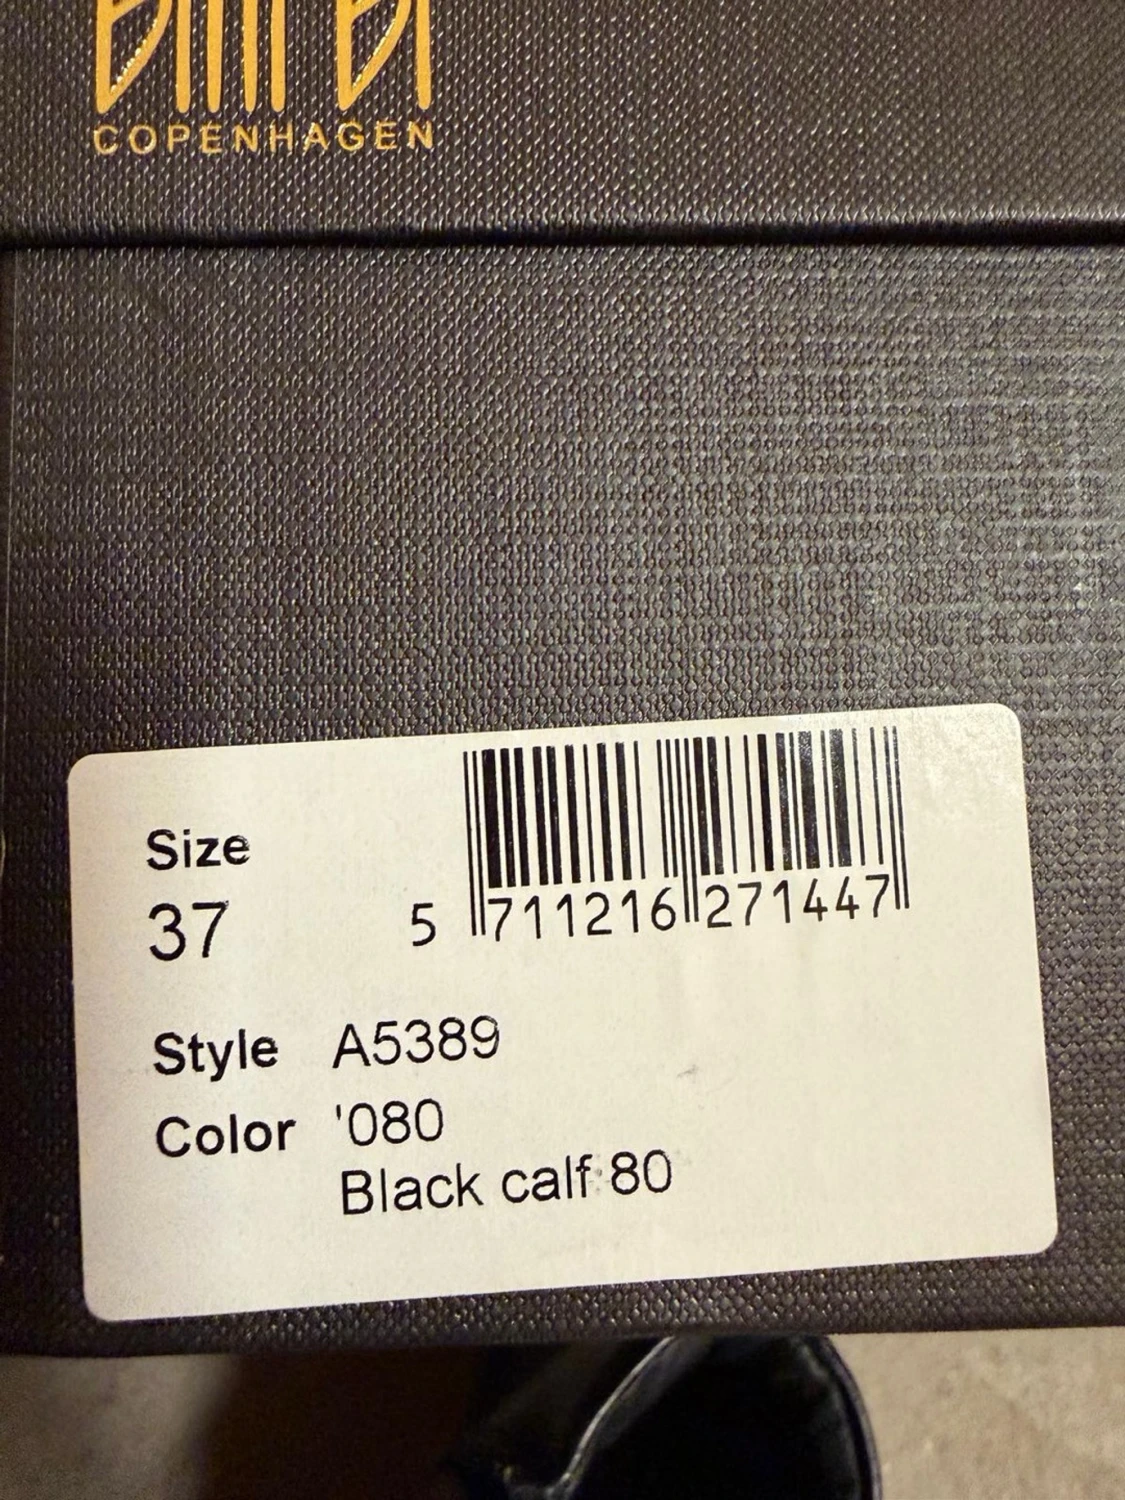 COPENHAGEN
Size
37
5 711216 271447
Style A5389
Color '080
Black calf 80